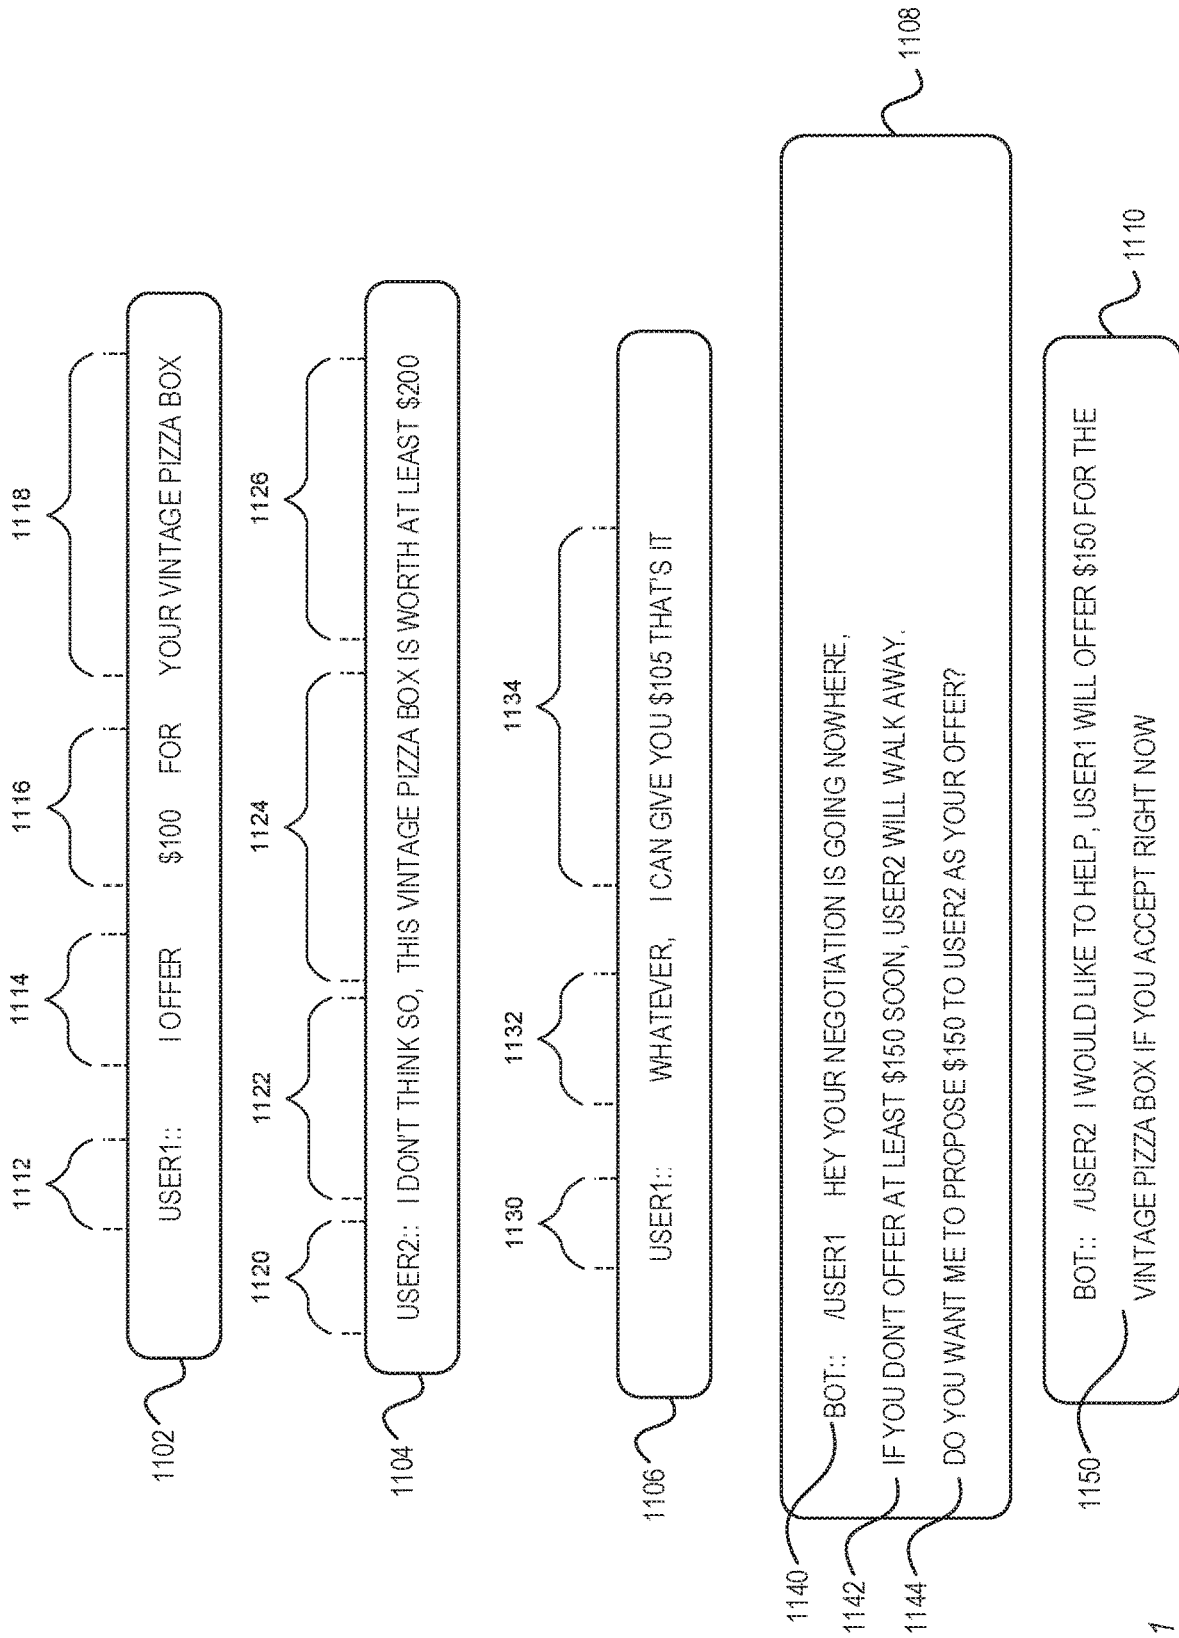 1112 1114 1116 1118
USER1:: I OFFER $100 FOR YOUR VINTAGE PIZZA BOX
1102
1120 1122 1124 1126
USER2:: I DON'T THINK SO, THIS VINTAGE PIZZA BOX IS WORTH AT LEAST $200
1104
1130 1132 1134
USER1:: WHATEVER, I CAN GIVE YOU $105 THAT'S IT
1106
1140
BOT:: /USER1 HEY YOUR NEGOTIATION IS GOING NOWHERE,
1142
IF YOU DON'T OFFER AT LEAST $150 SOON, USER2 WILL WALK AWAY.
1144
DO YOU WANT ME TO PROPOSE $150 TO USER2 AS YOUR OFFER?
1108
BOT:: /USER2 I WOULD LIKE TO HELP, USER1 WILL OFFER $150 FOR THE
1150
VINTAGE PIZZA BOX IF YOU ACCEPT RIGHT NOW
1110